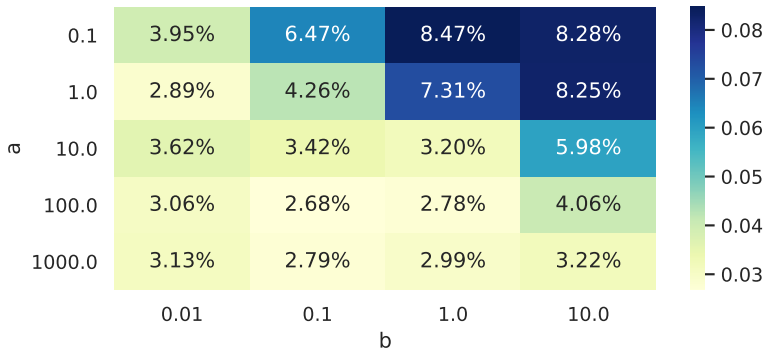 0.1 3.95% 6.47% 8.47% 8.28% 0.08
1.0 2.89% 4.26% 7.31% 8.25% 0.07
a 10.0 3.62% 3.42% 3.20% 5.98% 0.06
0.05
100.0 3.06% 2.68% 2.78% 4.06% 0.04
1000.0 3.13% 2.79% 2.99% 3.22% 0.03
0.01 0.1 1.0 10.0
b